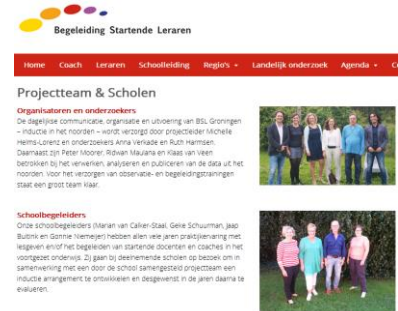 Begeleiding Startende Leraren
Home Coach Leraren Schoolleiding Regio's Landelijk onderzoek Agenda
Projectteam & Scholen
Organisatoren en onderzoekers
De dagelijkse communicatie, organisatie en uitvoering van BSL Groningen
– inductie in het noorden – wordt verzorgd door projectleider Michelle
Helms-Lorenz en onderzoekers Anna Verkade en Ruth Harmsen.
Daarnaast zijn Peter Moorer, Ridwan Maulana en Klaas van Veen
betrokken bij het verwerken, analyseren en publiceren van de data uit het
noorden. Voor het verzorgen van observatie- en begeleidingstrainingen
staat een groot team klaar.
Schoolbegeleiders
Onze schoolbegeleiders (Marian van Calker-Staal, Geke Schuurman, Jaap
Buitink en Gonnie Niemeijer) hebben allen vele jaren praktijkervaring met
lesgeven en/of het begeleiden van startende docenten en coaches in het
voortgezet onderwijs. Zij gaan bij deelnemende scholen op bezoek om in
samenwerking met een door de school samengesteld projectteam een
inductie arrangement te ontwikkelen en desgewenst in de jaren daarna te
evalueren.